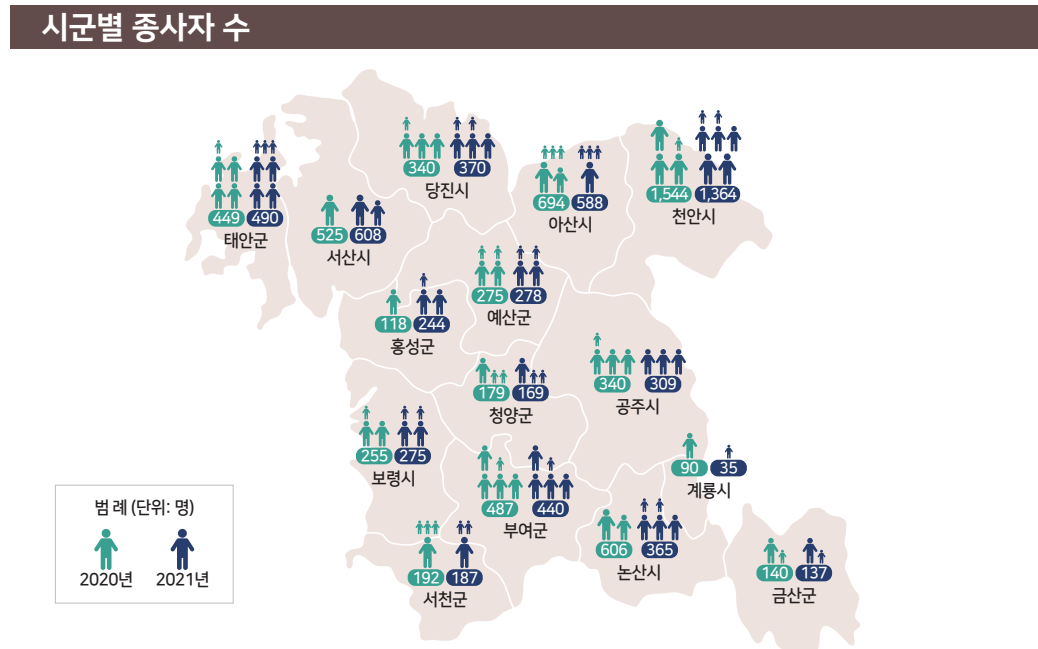 시군별 종사자 수
340 370
당진시
694 588
아산시
1,544 1,364
천안시
449 490
태안군
525 608
서산시
275 278
예산군
118 244
홍성군
340 309
공주시
179 169
청양군
255 275
보령시
90 35
계룡시
487 440
부여군
606 365
논산시
192 187
서천군
140 137
금산군
범 례 (단위: 명)
2020년 2021년